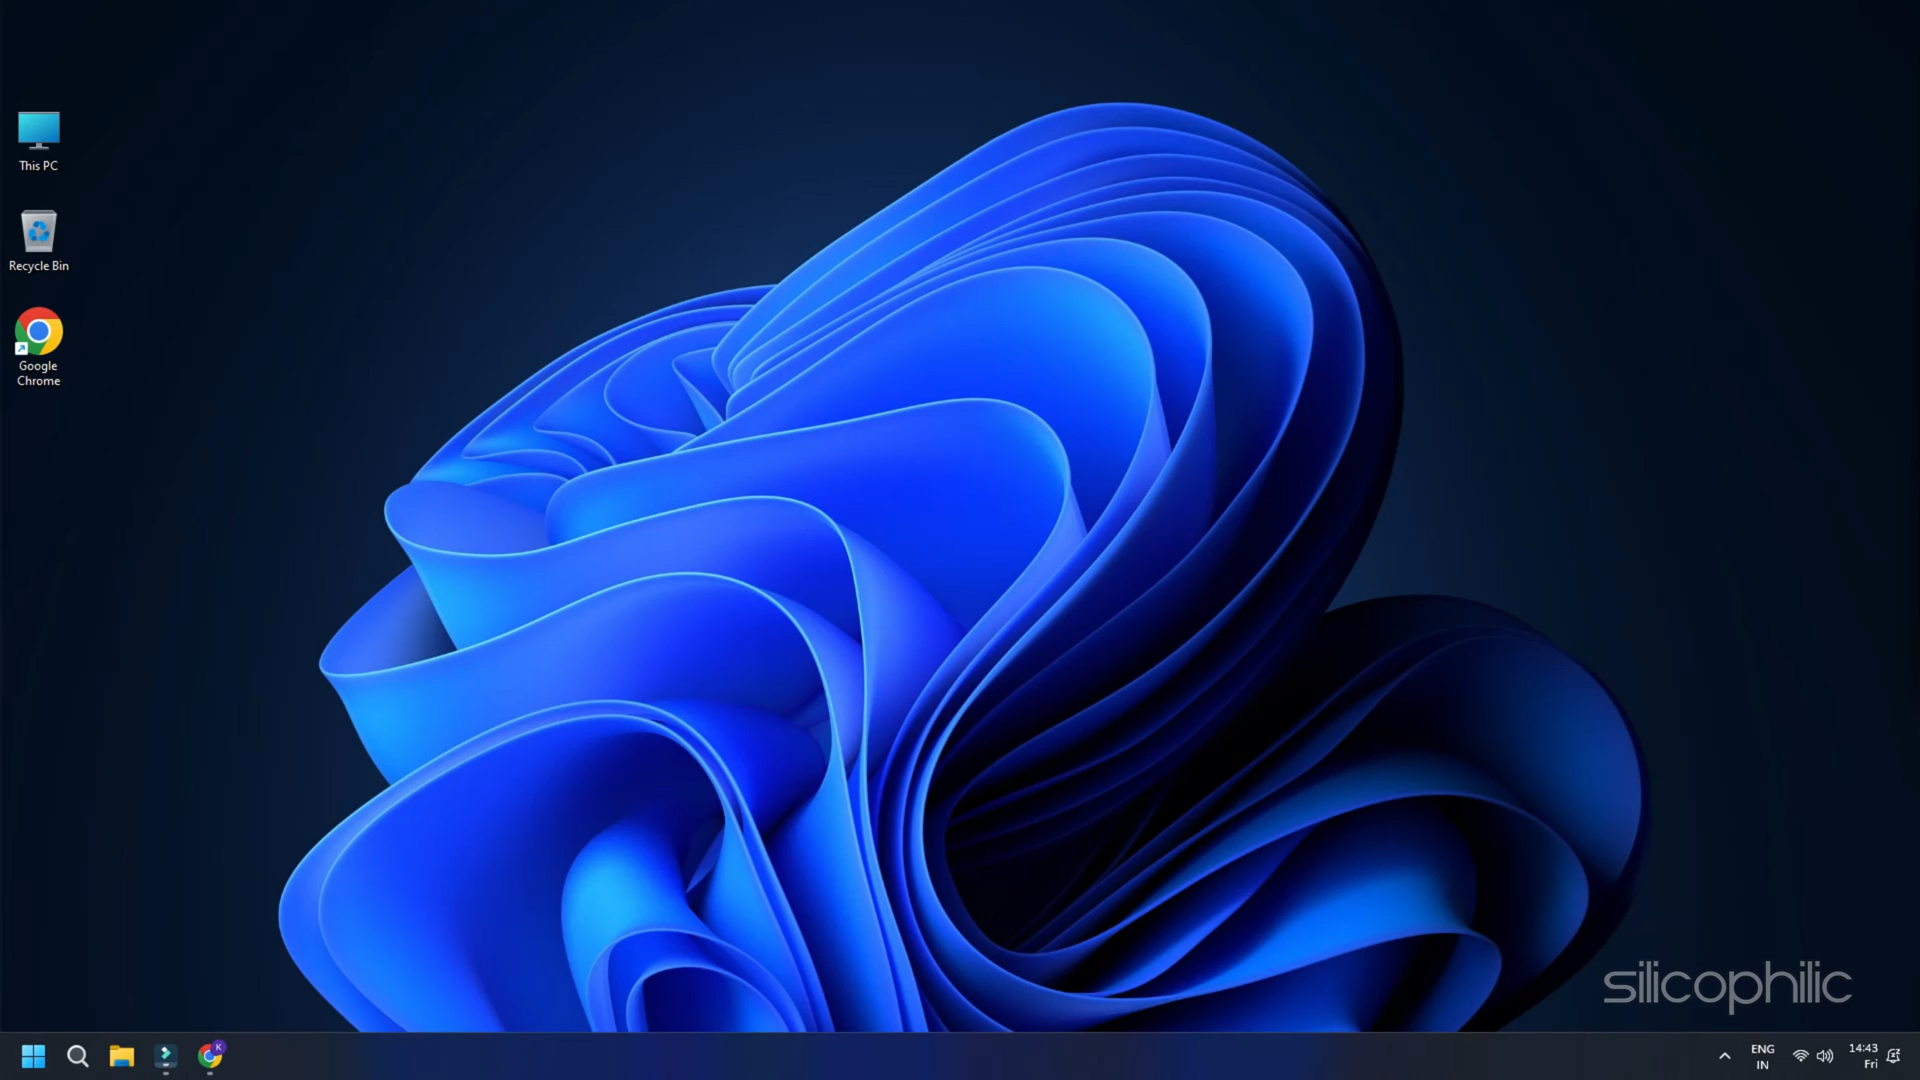 This PC
Recycle Bin
Google
Chrome
silicophilic
K
ENG
IN
14:43
Fri